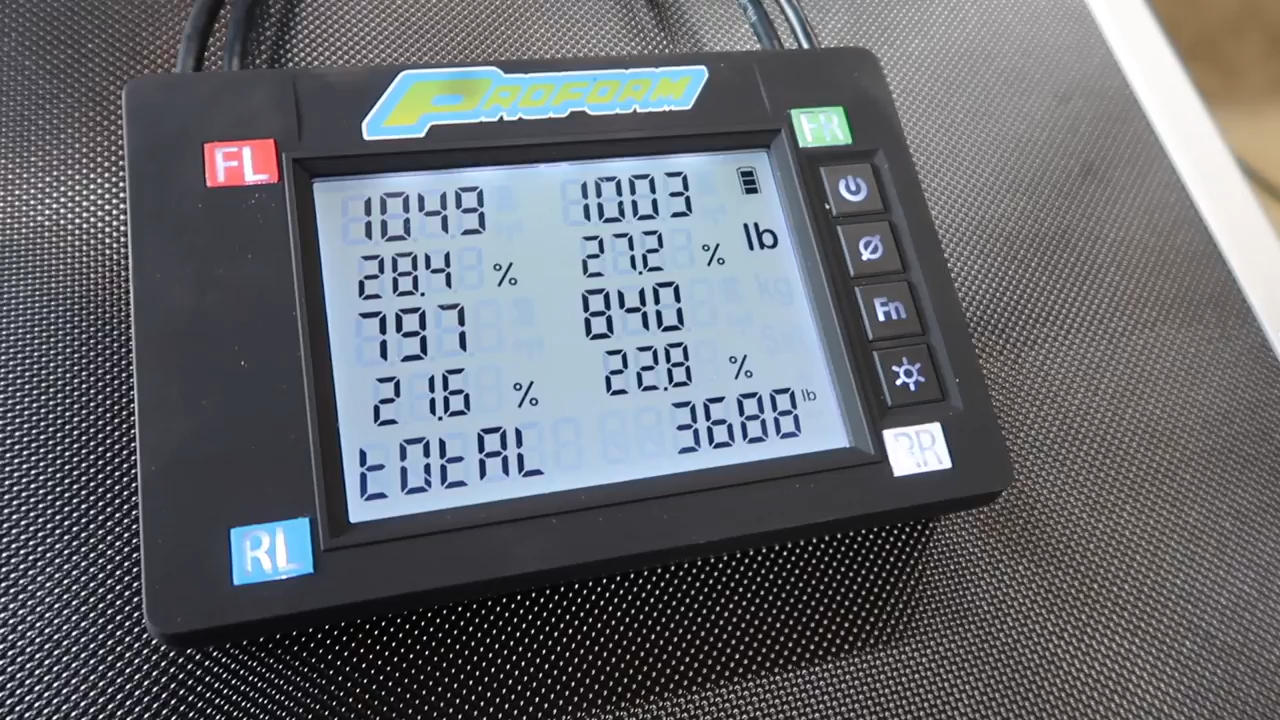 PROFORM
FL FR
1049 1003
28.4 % 27.2 % lb
797 840
21.6 % 22.8 %
totAL 3688 lb
Fn
RL RR